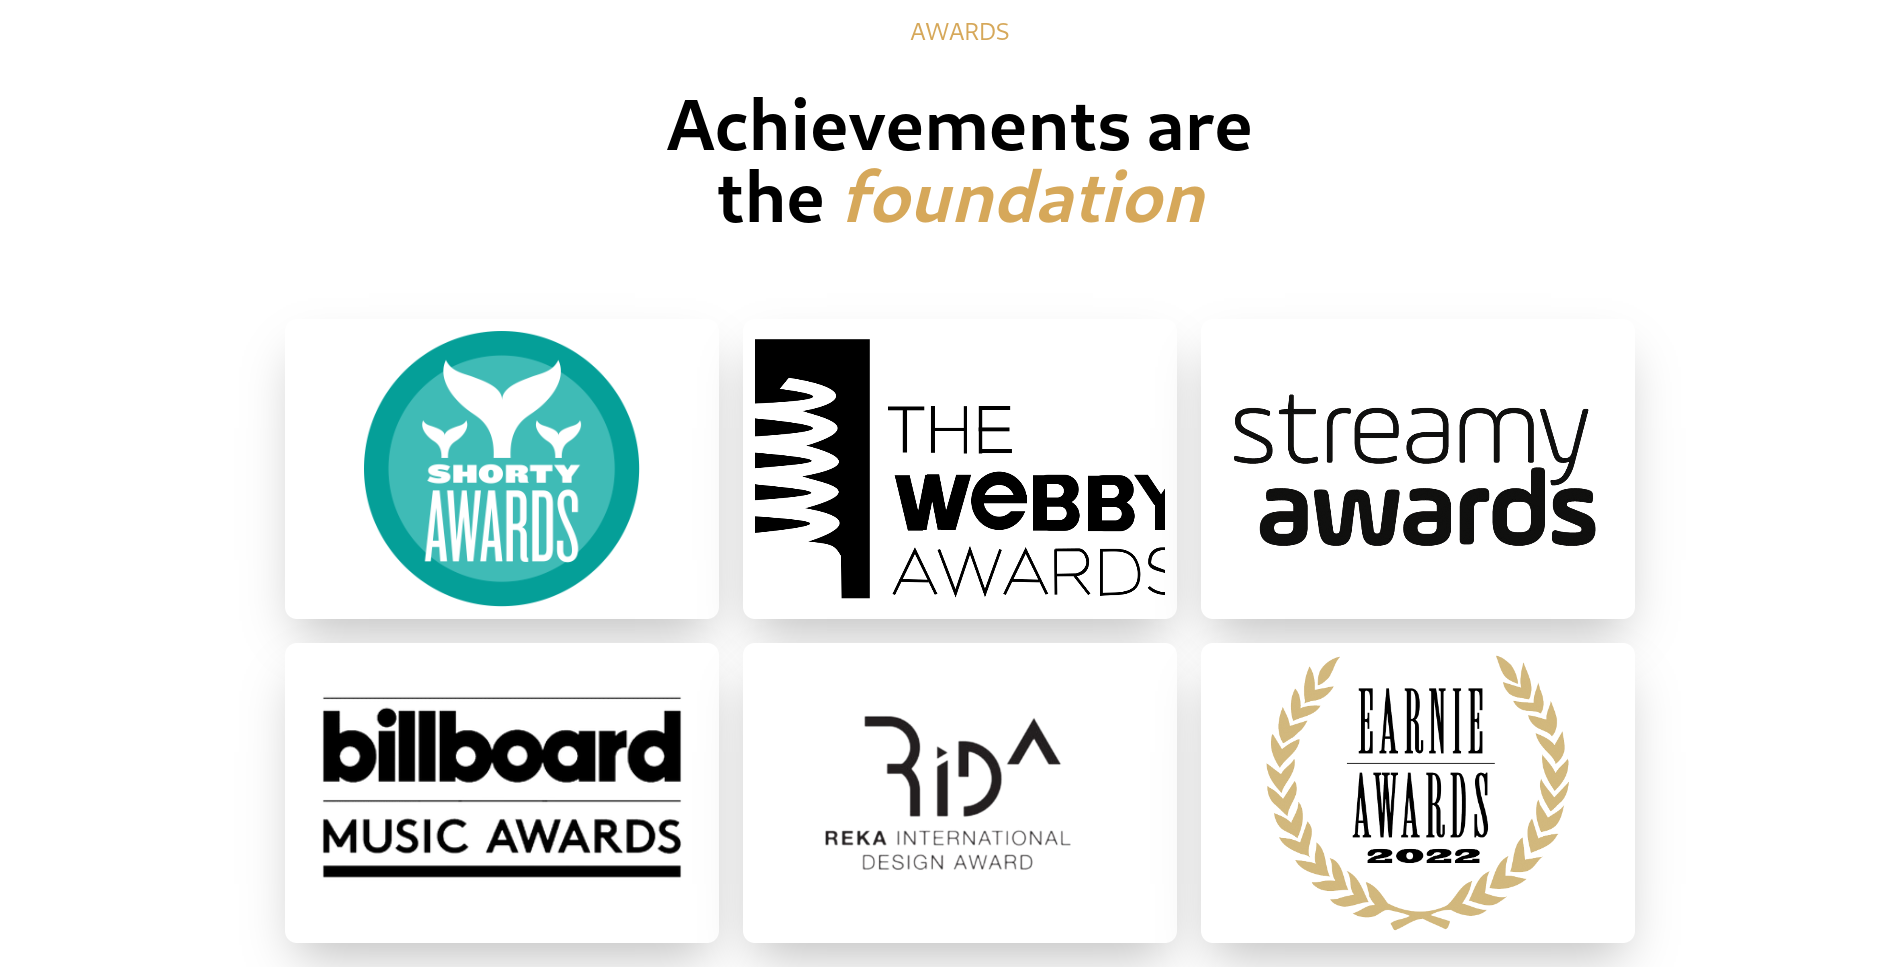 AWARDS
Achievements are
the foundation
SHORTY
AWARDS
THE
WeBBY
AWARDS
streamy
awards
billboard
MUSIC AWARDS
RiDA
REKA INTERNATIONAL
DESIGN AWARD
EARNIE
AWARDS
2022